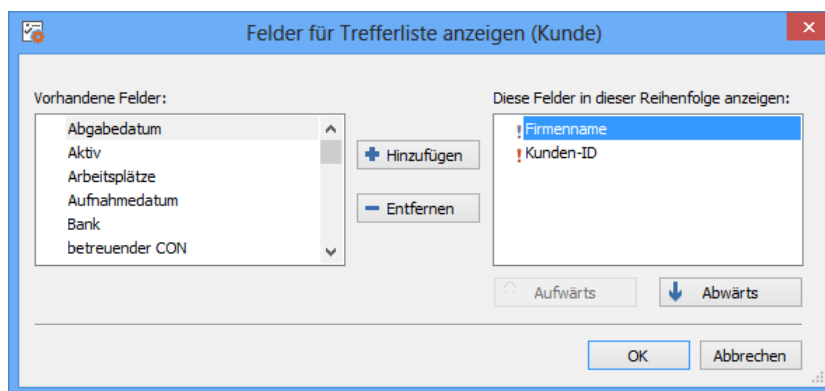 Felder für Trefferliste anzeigen (Kunde)
Vorhandene Felder:
Abgabedatum
Aktiv
Arbeitsplätze
Aufnahmedatum
Bank
betreuender CON
Hinzufügen
Entfernen
Diese Felder in dieser Reihenfolge anzeigen:
! Firmenname
! Kunden-ID
Aufwärts
Abwärts
OK
Abbrechen